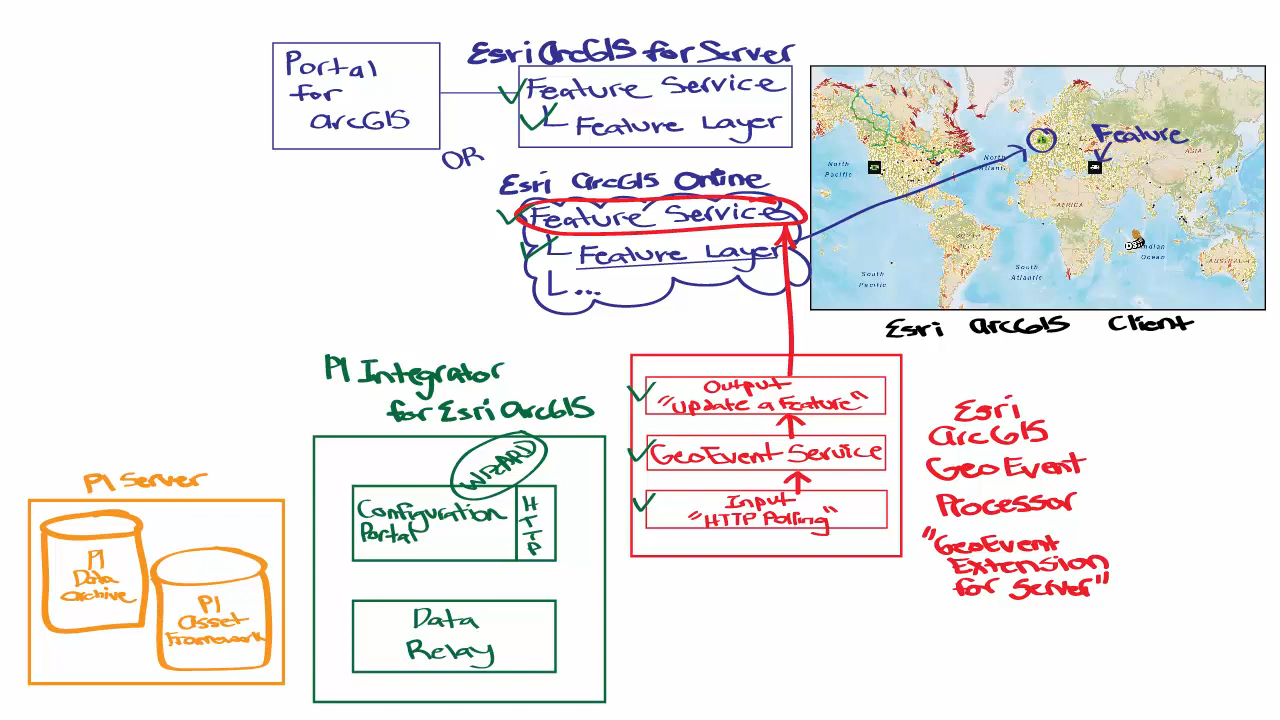 Portal
for
ArcGIS
Esri ArcGIS for Server
Feature Service
Feature Layer
OR
Esri ArcGIS Online
Feature Service
Feature Layer
...
Feature
North
Pacific
North
Atlantic
ASIA
AFRICA
Indian
Ocean
South
Pacific
South
Atlantic
AUSTRALIA
Esri ArcGIS Client
PI Integrator
for Esri ArcGIS
WIZARD
Configuration
Portal
HTTP
Data
Relay
PI Server
PI
Data
Archive
PI
Asset
Framework
Output
"Update a Feature"
GeoEvent Service
Input
"HTTP Polling"
Esri
ArcGIS
GeoEvent
Processor
"GeoEvent
Extension
for Server"